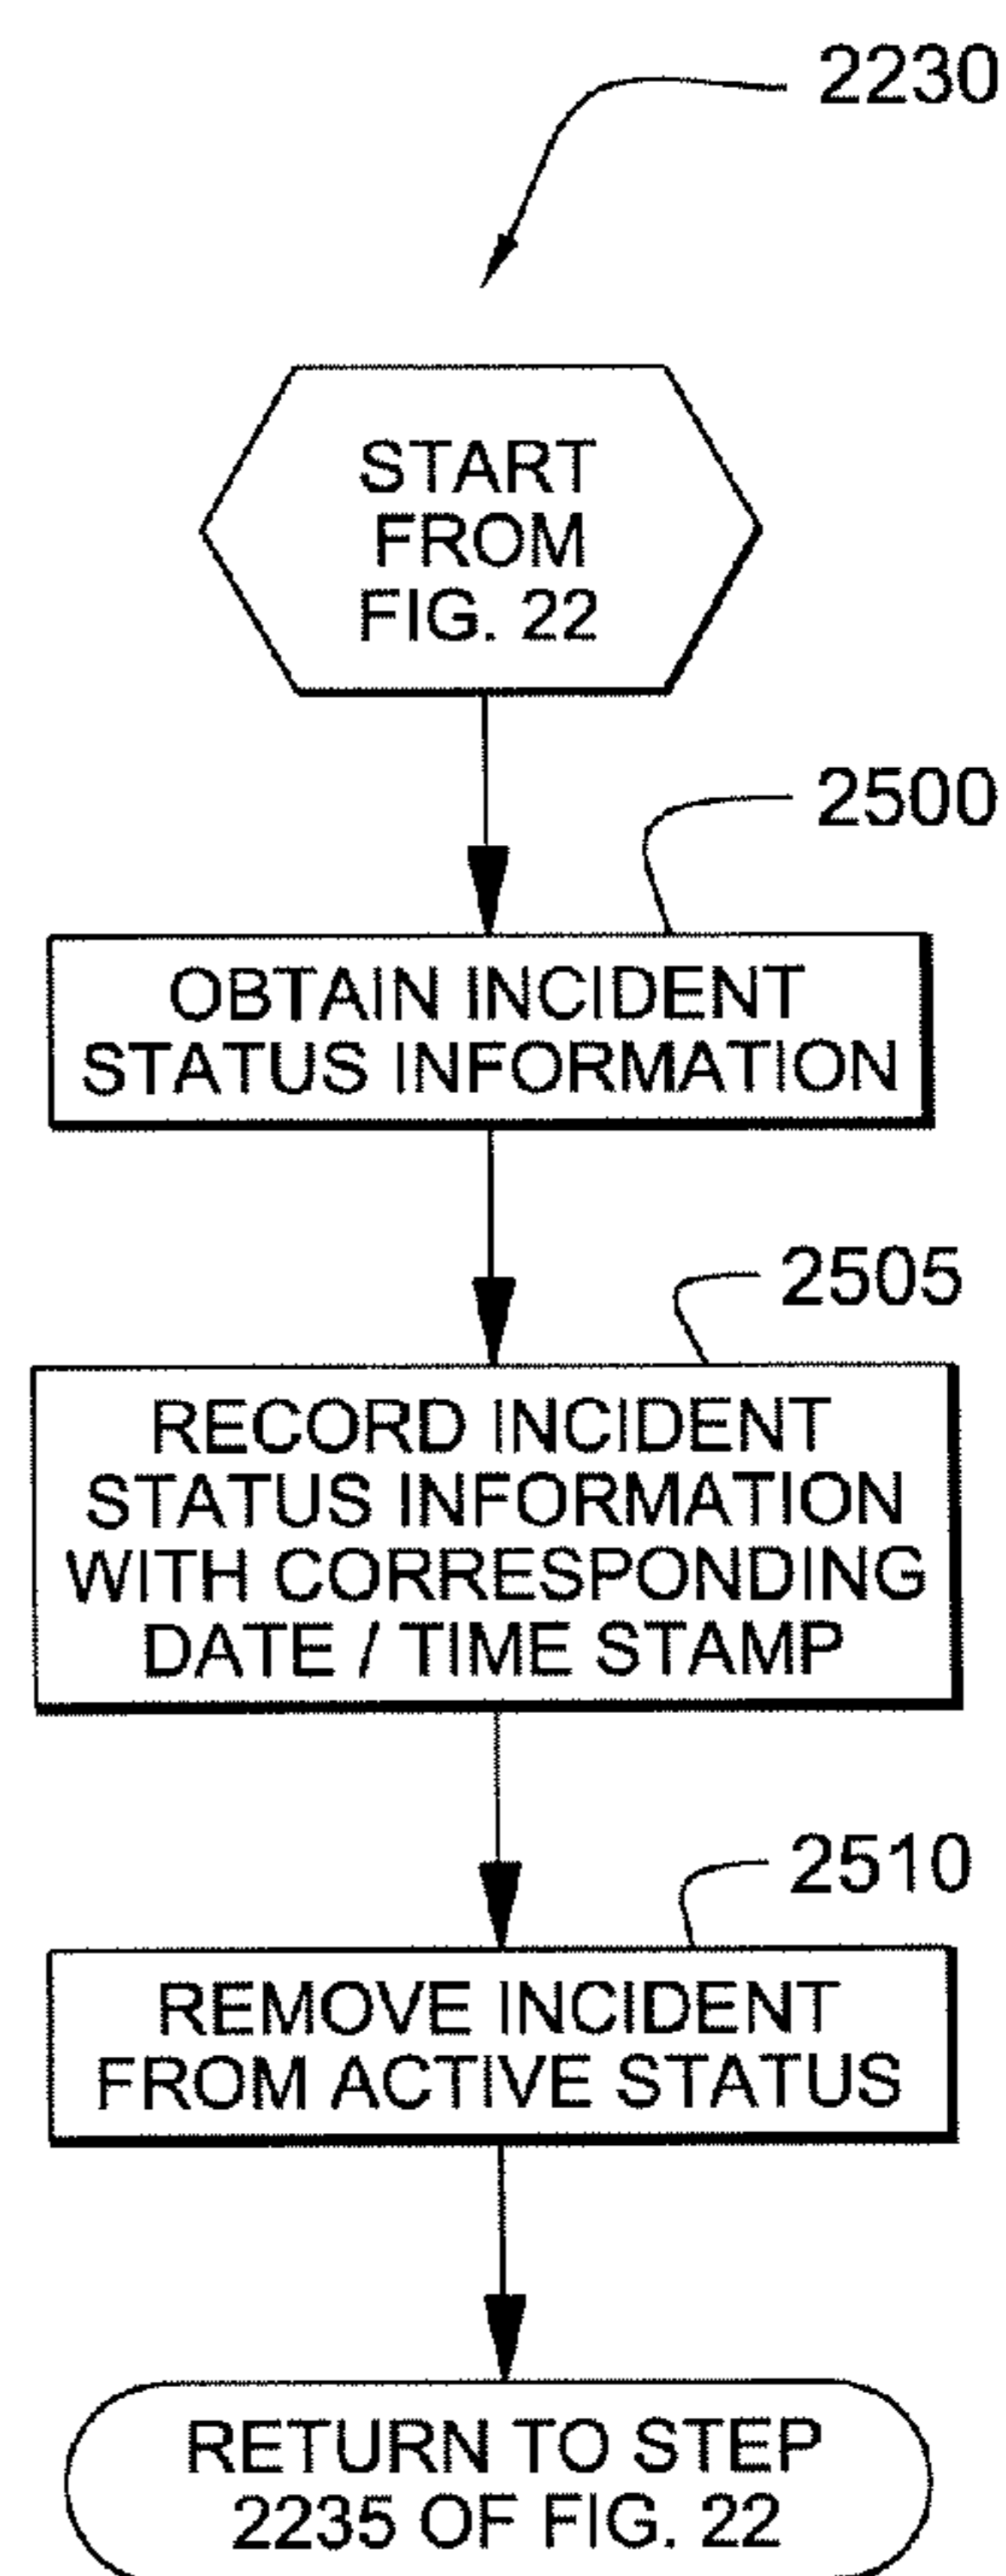 2230
START
FROM
FIG. 22
2500
OBTAIN INCIDENT
STATUS INFORMATION
2505
RECORD INCIDENT
STATUS INFORMATION
WITH CORRESPONDING
DATE / TIME STAMP
2510
REMOVE INCIDENT
FROM ACTIVE STATUS
RETURN TO STEP
2235 OF FIG. 22